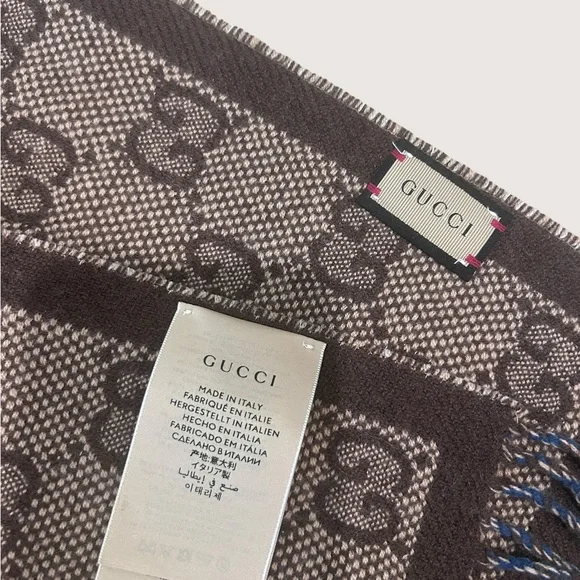 GUCCI
GUCCI
MADE IN ITALY
FABRIQUÉ EN ITALIE
HERGESTELLT IN ITALIEN
HECHO EN ITALIA
FABRICADO EM ITÁLIA
СДЕЛАНО В ИТАЛИИ
产地:意大利
イタリア製
صنع في إيطاليا
이태리제